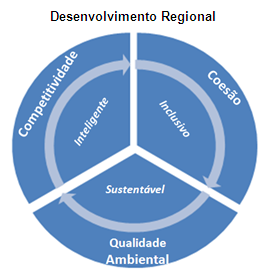 Desenvolvimento Regional
Competitividade
Inteligente
Coesão
Inclusivo
Sustentável
Qualidade
Ambiental